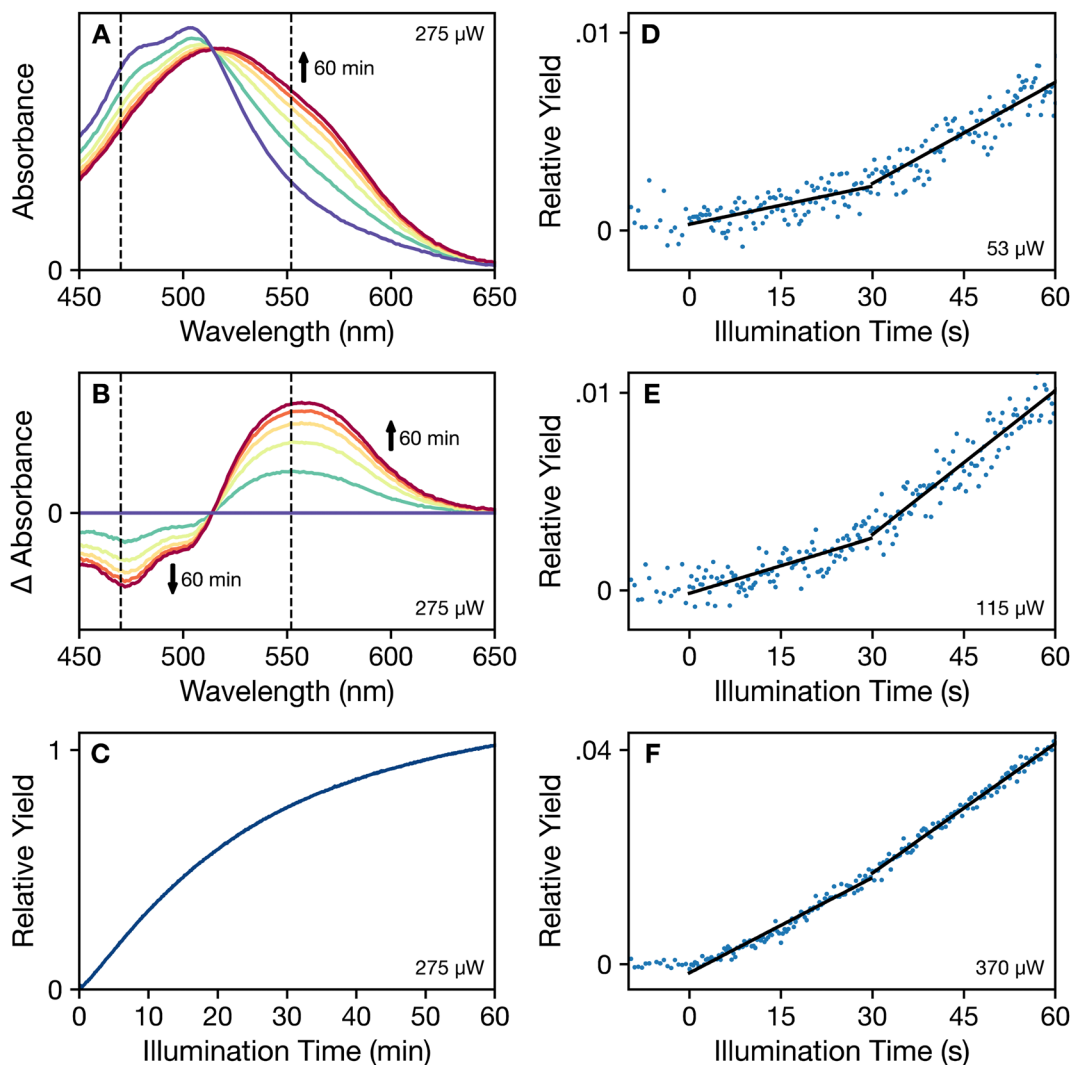 A
275 µW
60 min
Absorbance
0
450 500 550 600 650
Wavelength (nm)
B
60 min
0
Δ Absorbance
60 min
275 µW
450 500 550 600 650
Wavelength (nm)
C
1
Relative Yield
275 µW
0
0 10 20 30 40 50 60
Illumination Time (min)
D
.01
Relative Yield
0
53 µW
0 15 30 45 60
Illumination Time (s)
E
.01
Relative Yield
0
115 µW
0 15 30 45 60
Illumination Time (s)
F
.04
Relative Yield
0
370 µW
0 15 30 45 60
Illumination Time (s)